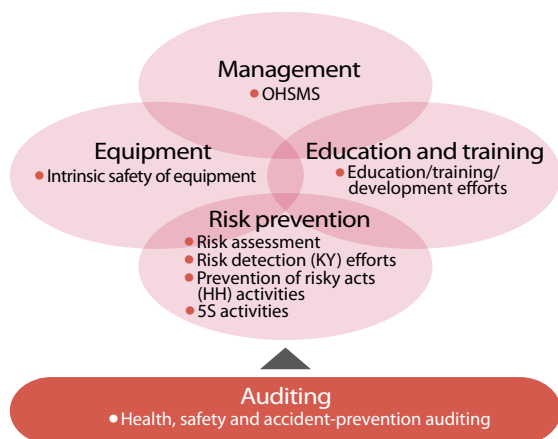 Management
• OHSMS
Equipment
• Intrinsic safety of equipment
Education and training
• Education/training/
development efforts
Risk prevention
• Risk assessment
• Risk detection (KY) efforts
• Prevention of risky acts
(HH) activities
• 5S activities
Auditing
• Health, safety and accident-prevention auditing